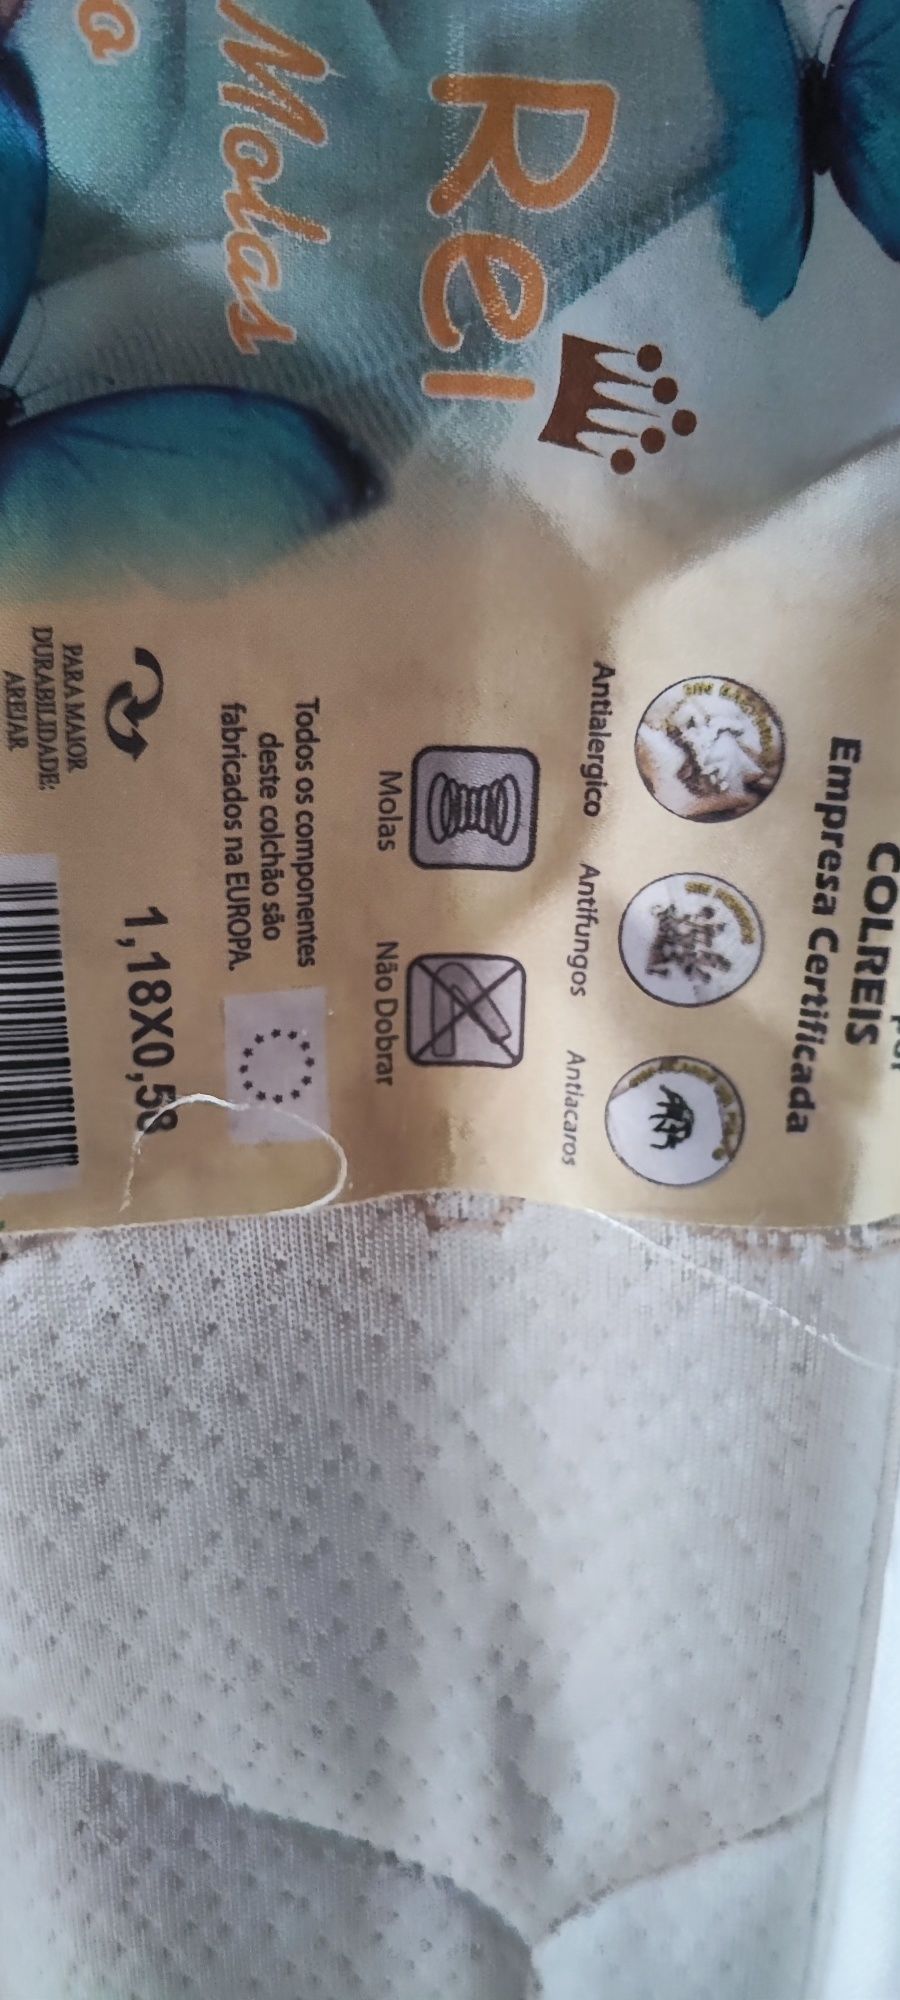 COLREIS
Empresa Certificada
Rei
Molas
Antialergico
Antifungos
Antiacaros
Molas
Não Dobrar
Todos os componentes
deste colchão são
fabricados na EUROPA.
1,18X0,58
PARA MAIOR
DURABILIDADE:
AREJAR